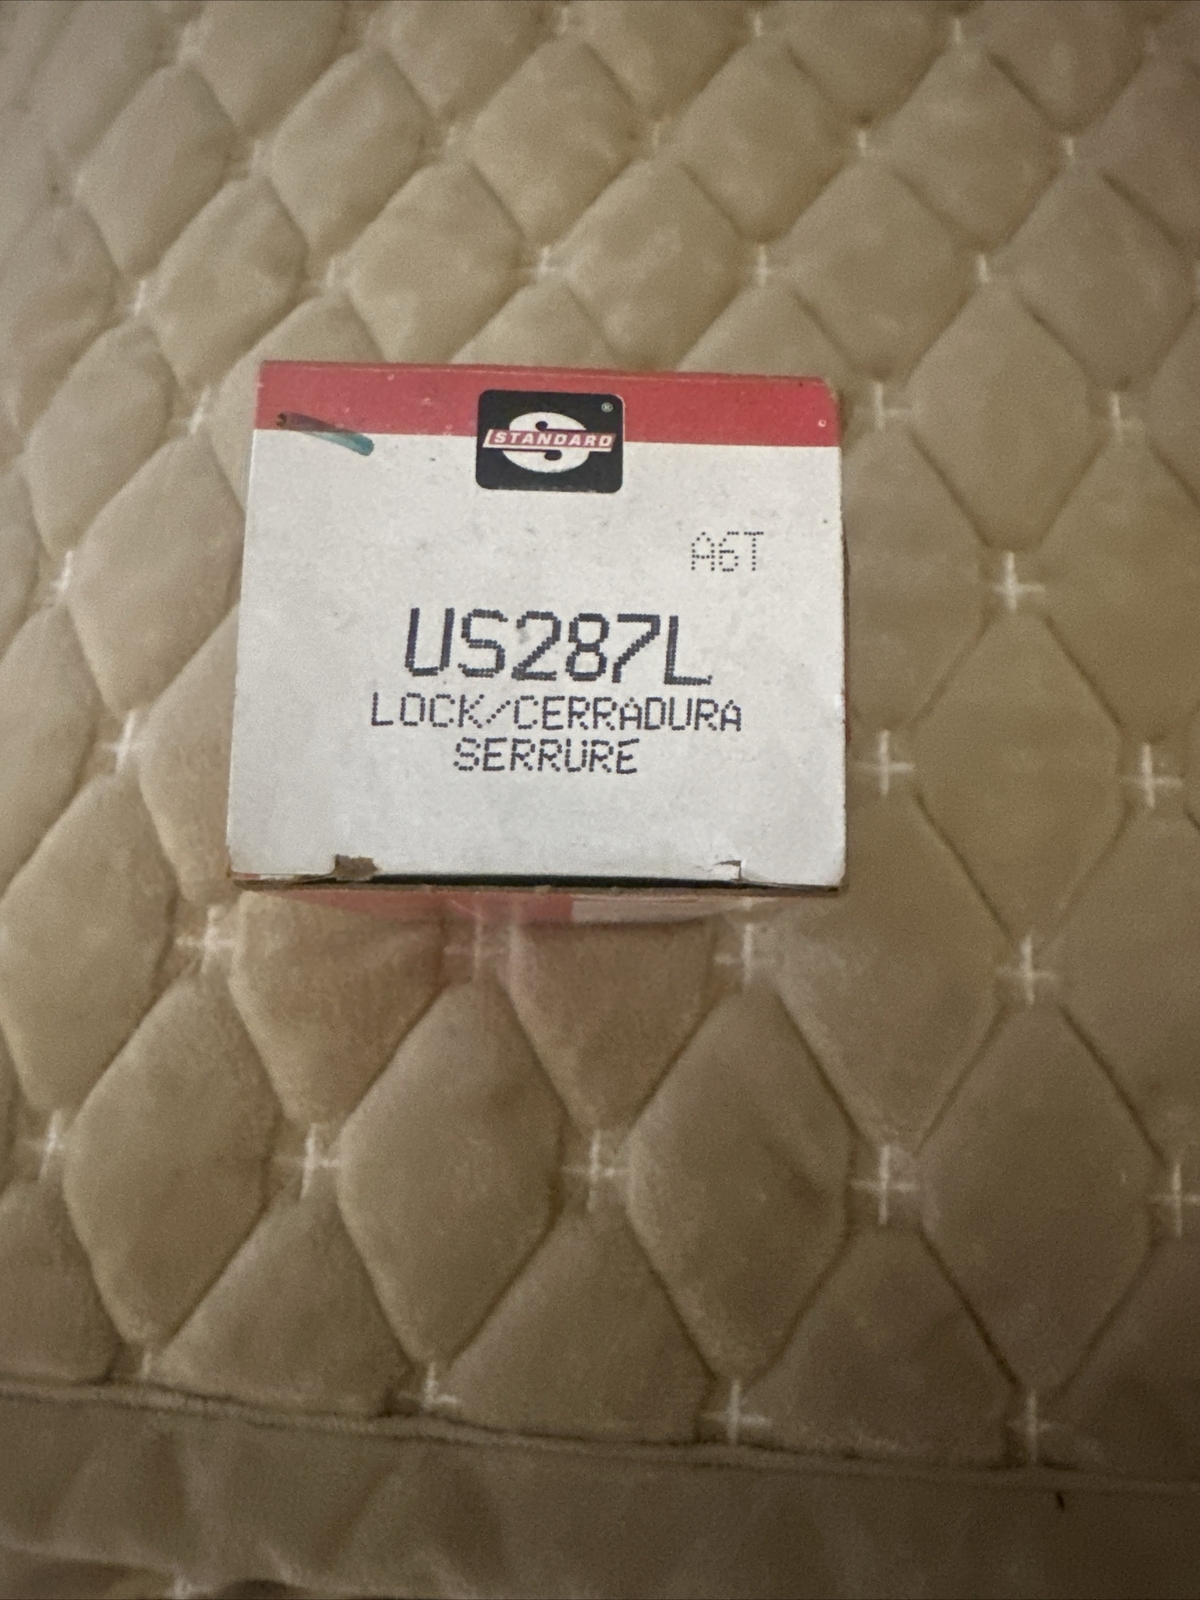 STANDARD
®
A6T
US287L
LOCK/CERRADURA
SERRURE